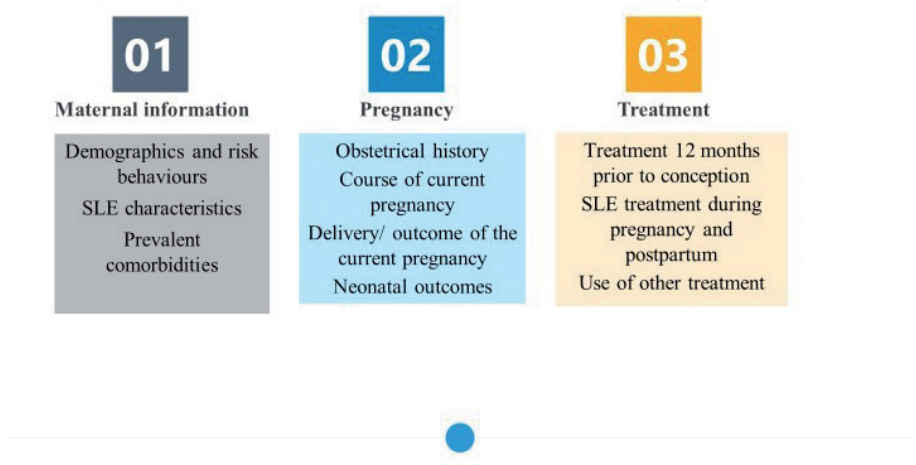 01
Maternal information
Demographics and risk
behaviours
SLE characteristics
Prevalent
comorbidities
02
Pregnancy
Obstetrical history
Course of current
pregnancy
Delivery/ outcome of the
current pregnancy
Neonatal outcomes
03
Treatment
Treatment 12 months
prior to conception
SLE treatment during
pregnancy and
postpartum
Use of other treatment